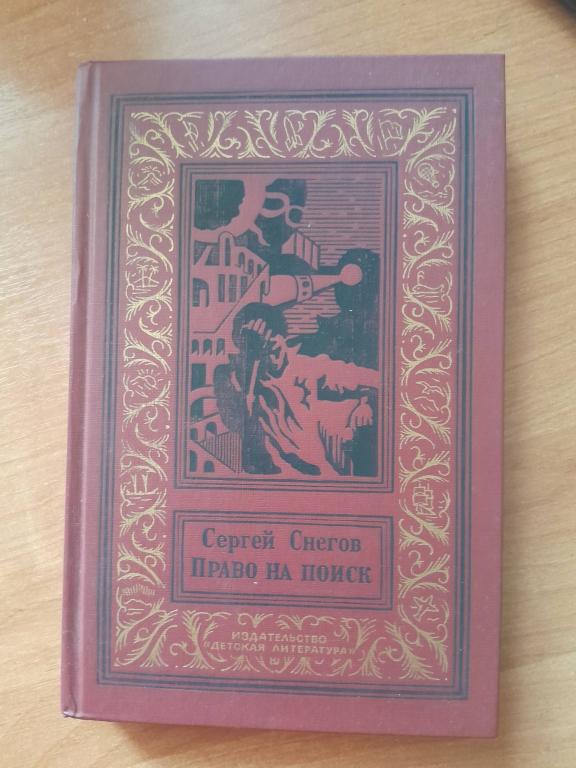 Сергей Снегов
Право на поиск
ИЗДАТЕЛЬСТВО
«ДЕТСКАЯ ЛИТЕРАТУРА»